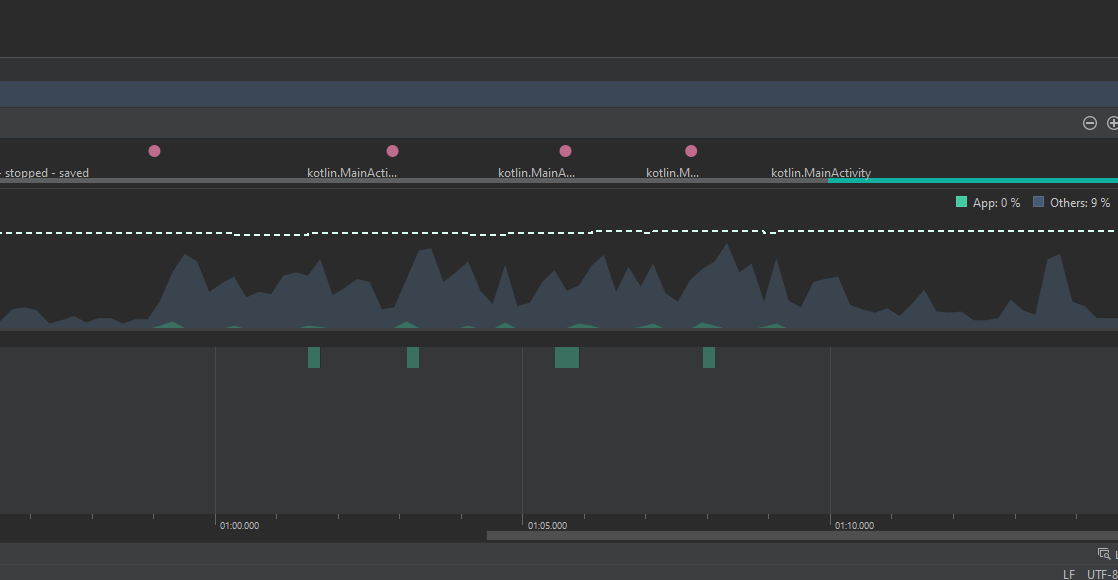 - stopped - saved kotlin.MainActi... kotlin.MainA... kotlin.M... kotlin.MainActivity
App: 0 % Others: 9 %
01:00.000 01:05.000 01:10.000
LF UTF-8